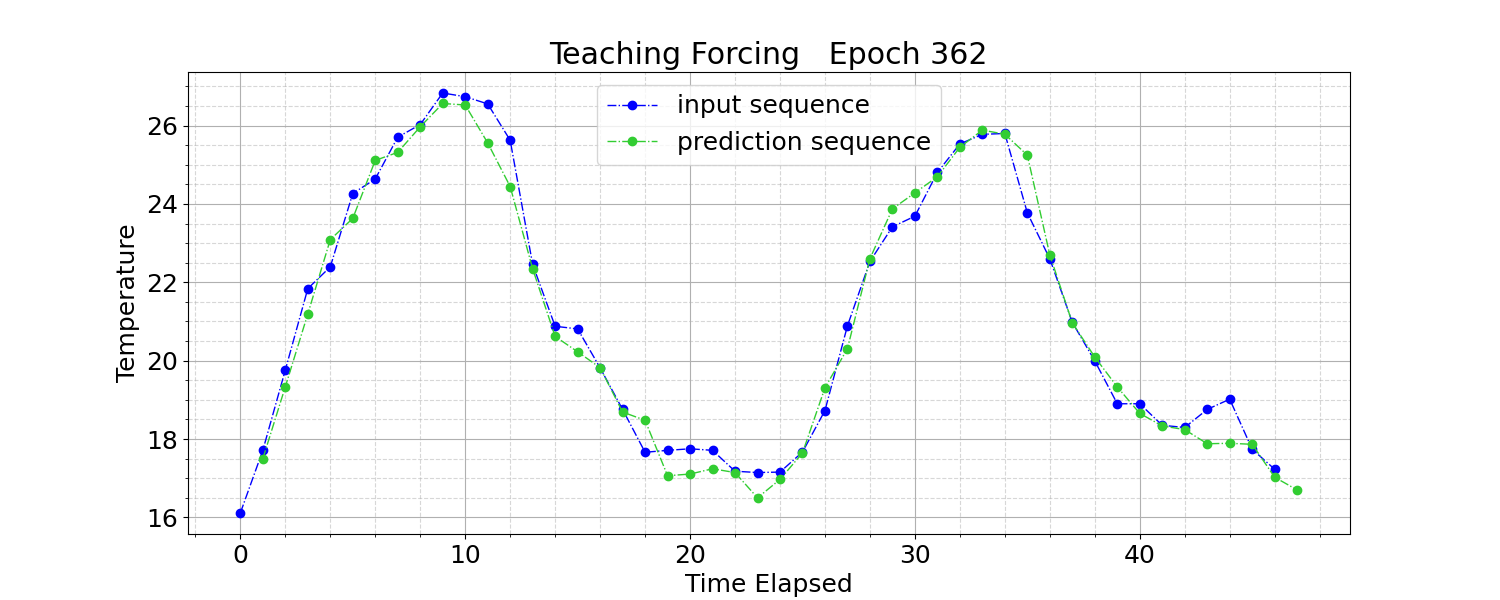 Teaching Forcing   Epoch 362
input sequence
prediction sequence
Temperature
26
24
22
20
18
16
0 10 20 30 40
Time Elapsed